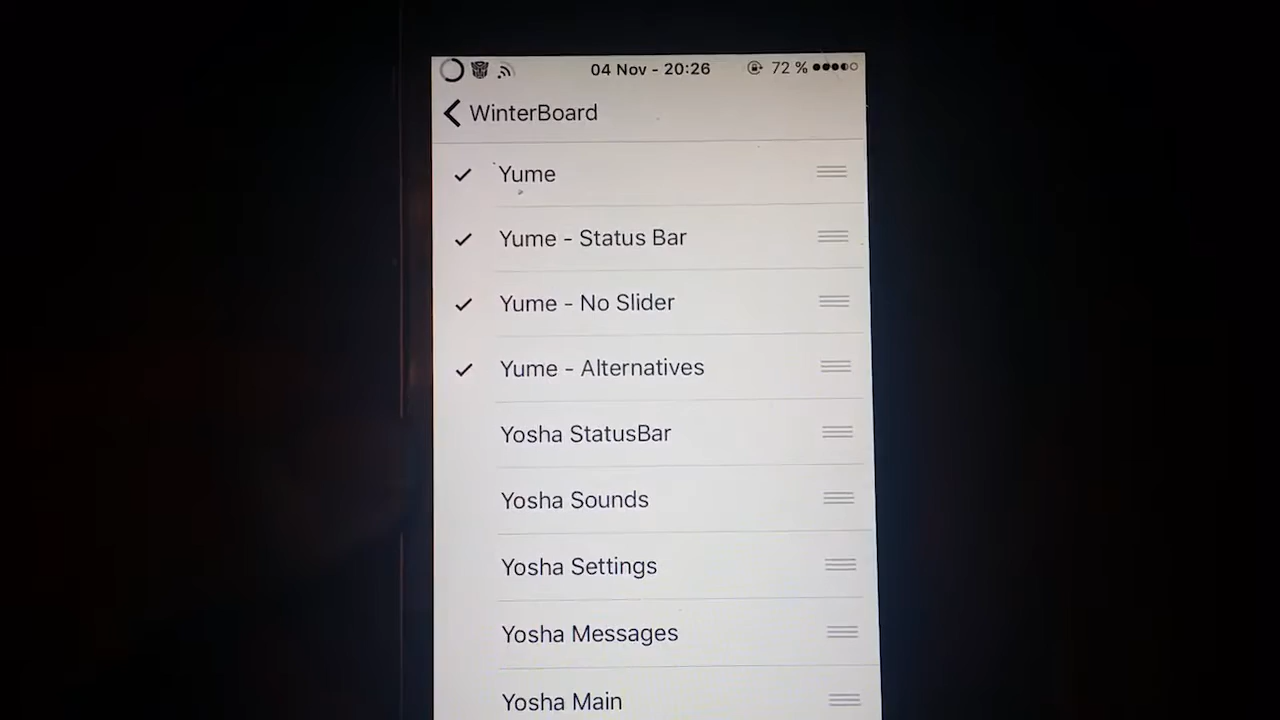 04 Nov - 20:26 72 %
WinterBoard
Yume
Yume - Status Bar
Yume - No Slider
Yume - Alternatives
Yosha StatusBar
Yosha Sounds
Yosha Settings
Yosha Messages
Yosha Main